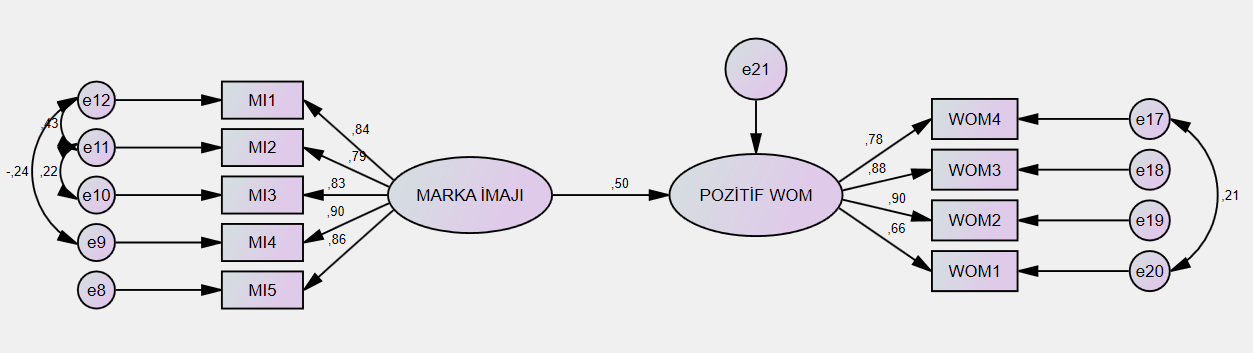 e21
e12
MI1
,84
,43
e11
MI2
,79
-,24
,22
e10
MI3
,83
MARKA İMAJI
,50
POZİTİF WOM
e9
MI4
,90
e8
MI5
,86
,78
WOM4
e17
,88
WOM3
e18
,90
WOM2
e19
,66
WOM1
e20
,21